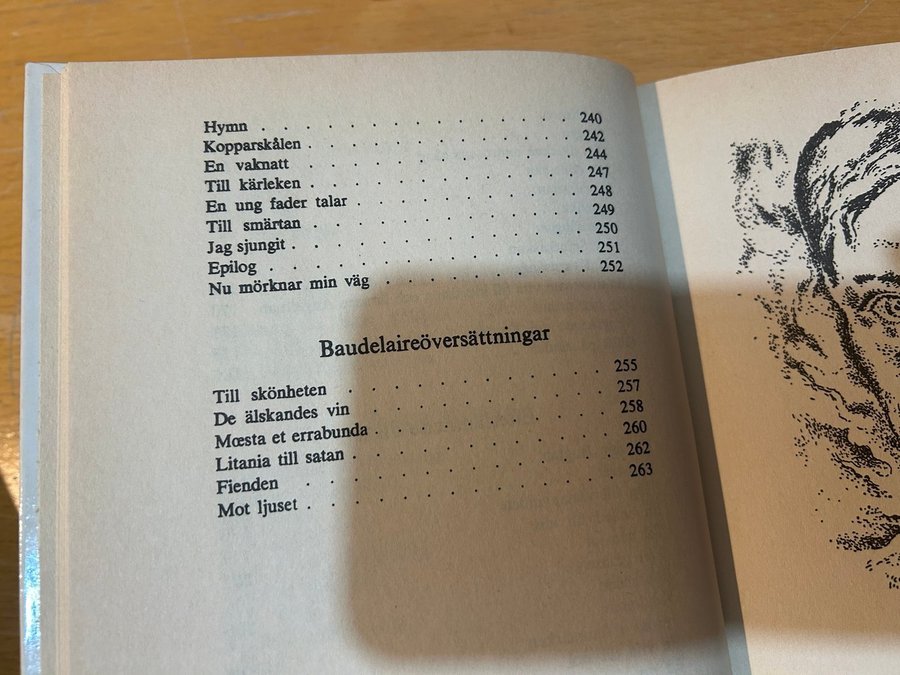 Hymn . . . . . . . . . . . . . . 240
Kopparskålen . . . . . . . . . . . . 242
En vaknatt . . . . . . . . . . . . 244
Till kärleken . . . . . . . . . . . . 247
En ung fader talar . . . . . . . . . . 248
Till smärtan . . . . . . . . . . . . 249
Jag sjungit . . . . . . . . . . . . . 250
Epilog . . . . . . . . . . . . . . 251
Nu mörknar min väg . . . . . . . . . . 252
Baudelaireöversättningar
Till skönheten . . . . . . . . . . . . 255
De älskandes vin . . . . . . . . . . . 257
Mœsta et errabunda . . . . . . . . . . 258
Litania till satan . . . . . . . . . . . . 260
Fienden . . . . . . . . . . . . . 262
Mot ljuset . . . . . . . . . . . . . 263